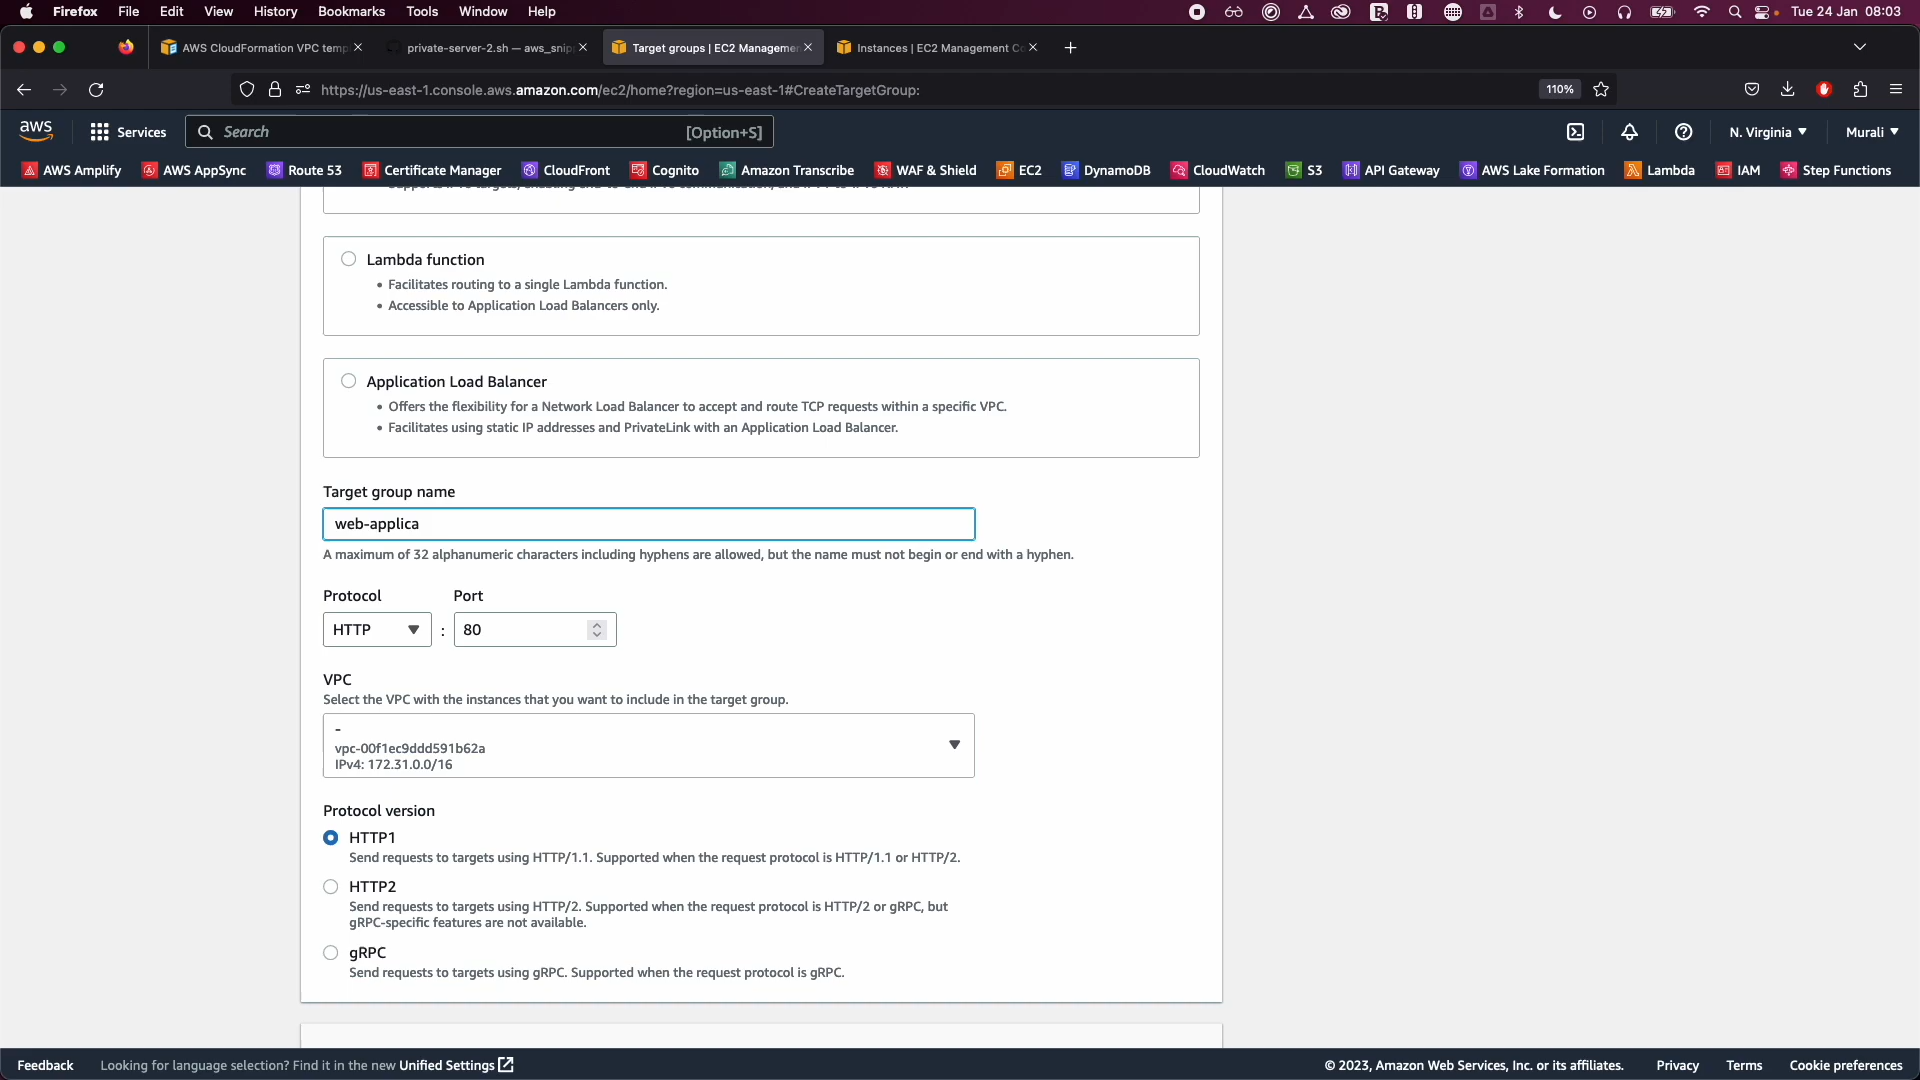 Firefox File Edit View History Bookmarks Tools Window Help Tue 24 Jan 08:03
AWS CloudFormation VPC temp private-server-2.sh — aws_snip Target groups | EC2 Manageme Instances | EC2 Management C
https://us-east-1.console.aws.amazon.com/ec2/home?region=us-east-1#CreateTargetGroup: 110%
aws Services Search [Option+S] N. Virginia Murali
AWS Amplify AWS AppSync Route 53 Certificate Manager CloudFront Cognito Amazon Transcribe WAF & Shield EC2 DynamoDB CloudWatch S3 API Gateway AWS Lake Formation Lambda IAM Step Functions
Lambda function
• Facilitates routing to a single Lambda function.
• Accessible to Application Load Balancers only.
Application Load Balancer
• Offers the flexibility for a Network Load Balancer to accept and route TCP requests within a specific VPC.
• Facilitates using static IP addresses and PrivateLink with an Application Load Balancer.
Target group name
web-applica
A maximum of 32 alphanumeric characters including hyphens are allowed, but the name must not begin or end with a hyphen.
Protocol Port
HTTP : 80
VPC
Select the VPC with the instances that you want to include in the target group.
-
vpc-00f1ec9ddd591b62a
IPv4: 172.31.0.0/16
Protocol version
HTTP1
Send requests to targets using HTTP/1.1. Supported when the request protocol is HTTP/1.1 or HTTP/2.
HTTP2
Send requests to targets using HTTP/2. Supported when the request protocol is HTTP/2 or gRPC, but
gRPC-specific features are not available.
gRPC
Send requests to targets using gRPC. Supported when the request protocol is gRPC.
Feedback Looking for language selection? Find it in the new Unified Settings © 2023, Amazon Web Services, Inc. or its affiliates. Privacy Terms Cookie preferences